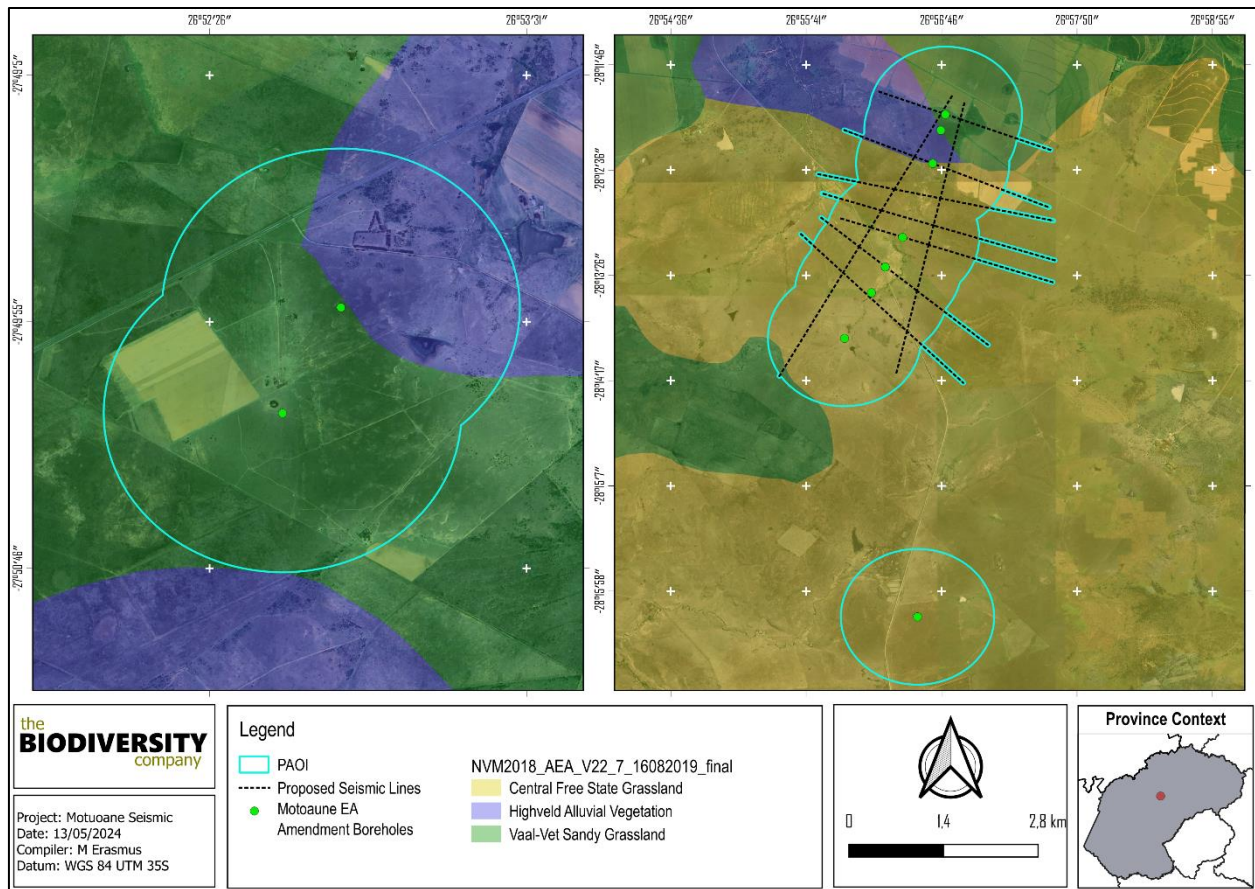 26°52'26" 26°53'31" 26°54'36" 26°55'41" 26°56'46" 26°57'50" 26°58'55"
-27°49'5"
-27°49'55"
-27°50'46"
-28°11'46"
-28°12'36"
-28°13'26"
-28°14'17"
-28°15'7"
-28°15'58"
the
BIODIVERSITY
company
Project: Motuoane Seismic
Date: 13/05/2024
Compiler: M Erasmus
Datum: WGS 84 UTM 35S
Legend
PAOI
Proposed Seismic Lines
Motoaune EA
Amendment Boreholes
NVM2018_AEA_V22_7_16082019_final
Central Free State Grassland
Highveld Alluvial Vegetation
Vaal-Vet Sandy Grassland
0 1,4 2,8 km
Province Context